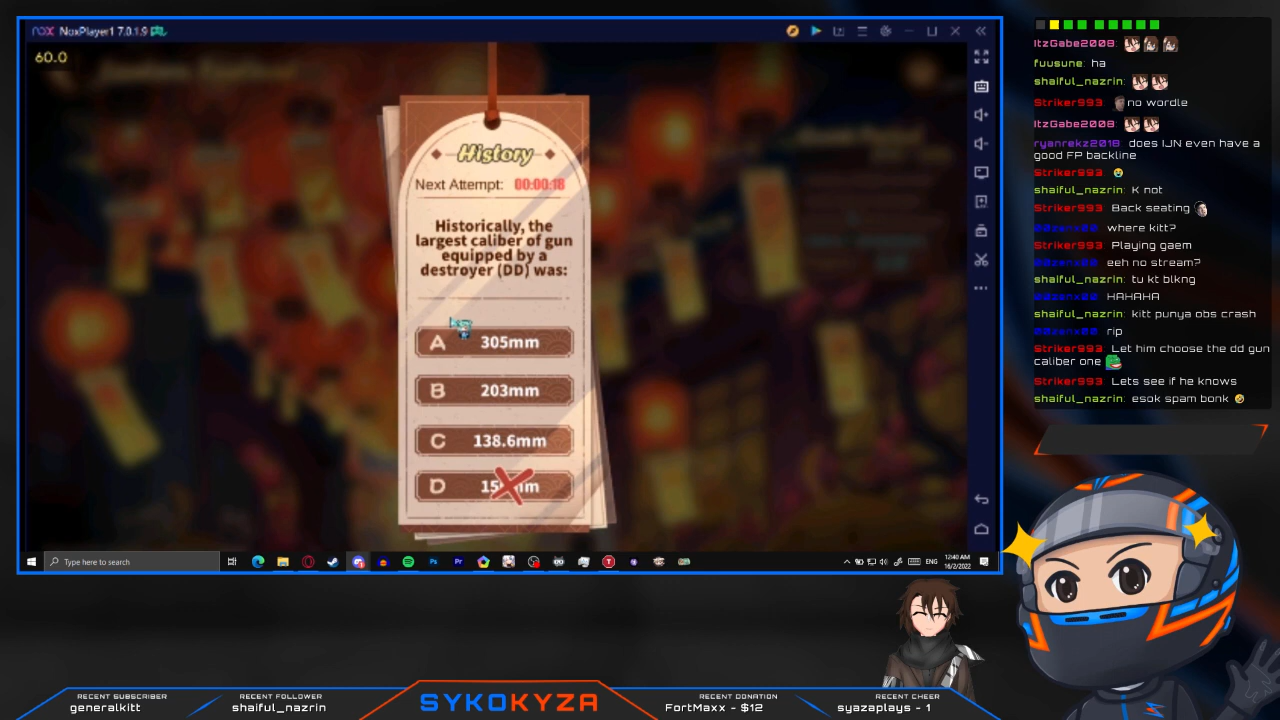 NoxPlayer1 7.0.1.9
60.0
History
Next Attempt: 00:00:18
Historically, the
largest caliber of gun
equipped by a
destroyer (DD) was:
A 305mm
B 203mm
C 138.6mm
D
Type here to search
ENG
12:40 AM
16/2/2022
ItzGabe2008:
fuusune: ha
shaiful_nazrin:
Striker993 no wordle
ItzGabe2008:
ryanrekz2018 does IJN even have a
good FP backline
Striker993
shaiful_nazrin: K not
Striker993 Back seating
where kitt?
Striker993 Playing gaem
eeh no stream?
shaiful_nazrin: tu kt blkng
HAHAHA
shaiful_nazrin: kitt punya obs crash
rip
Striker993 Let him choose the dd gun
caliber one
Striker993 Lets see if he knows
shaiful_nazrin: esok spam bonk
RECENT SUBSCRIBER
generalkitt
RECENT FOLLOWER
shaiful_nazrin
SYKOKYZA
RECENT DONATION
FortMaxx - $12
RECENT CHEER
syazaplays - 1